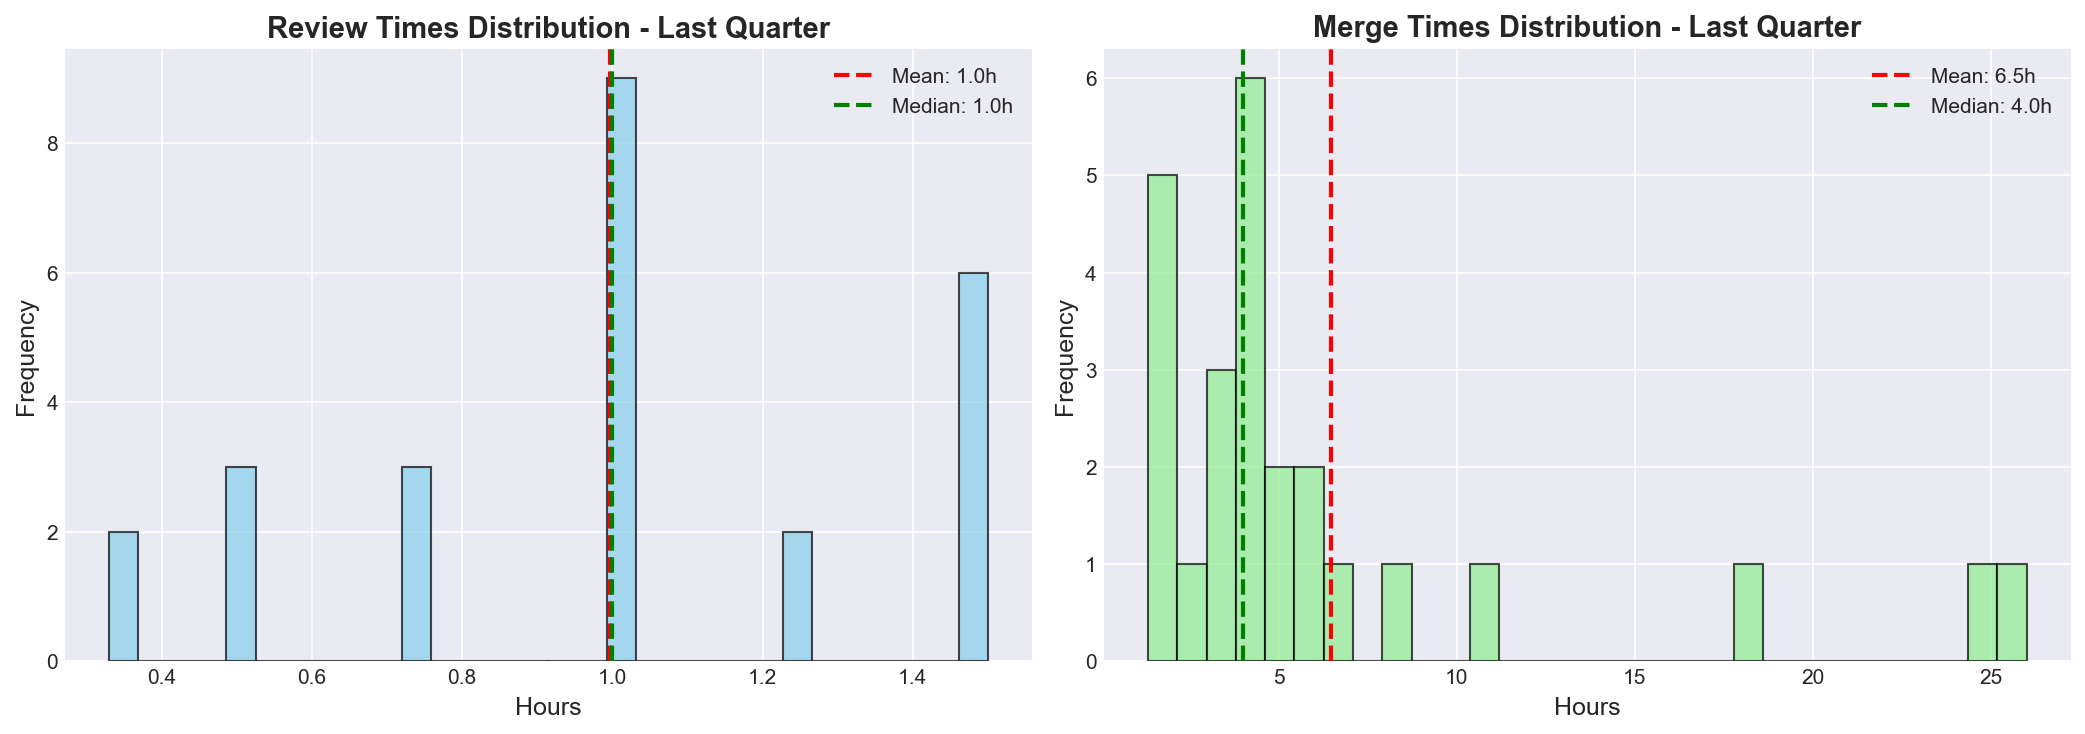 Review Times Distribution - Last Quarter
Mean: 1.0h
Median: 1.0h
8
6
4
2
0
Frequency
0.4 0.6 0.8 1.0 1.2 1.4
Hours
Merge Times Distribution - Last Quarter
Mean: 6.5h
Median: 4.0h
6
5
4
3
2
1
0
Frequency
5 10 15 20 25
Hours